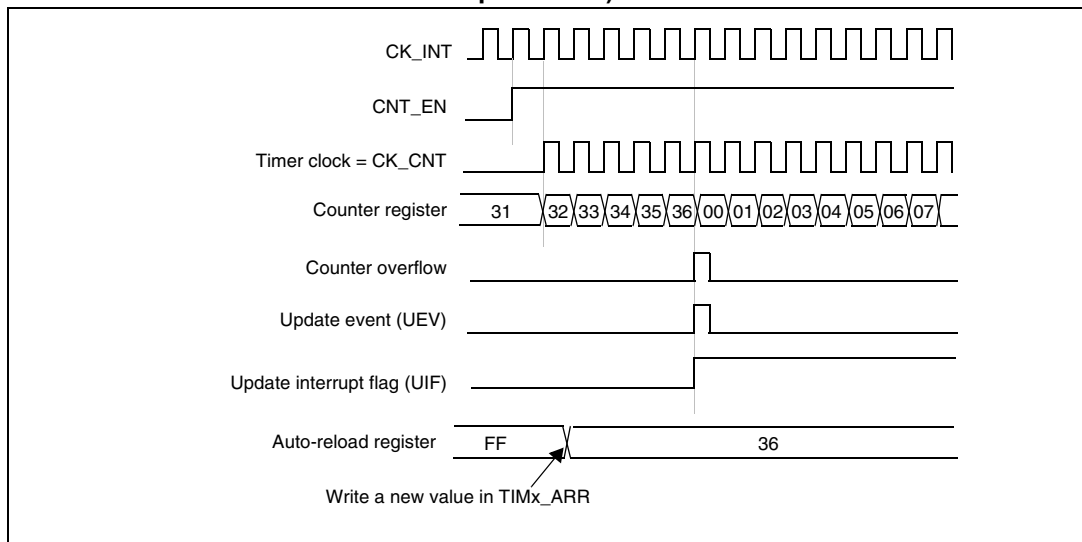 CK_INT
CNT_EN
Timer clock = CK_CNT
Counter register 31 32 33 34 35 36 00 01 02 03 04 05 06 07
Counter overflow
Update event (UEV)
Update interrupt flag (UIF)
Auto-reload register FF 36
Write a new value in TIMx_ARR